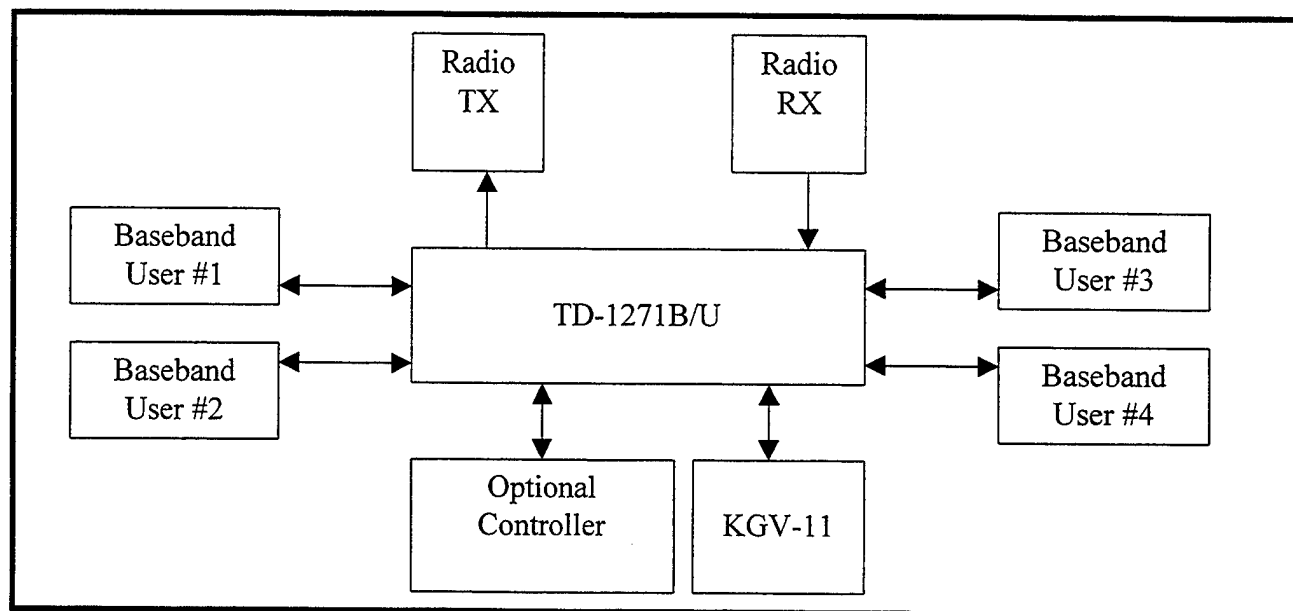 Radio
TX
Radio
RX
Baseband
User #1
Baseband
User #3
TD-1271B/U
Baseband
User #2
Baseband
User #4
Optional
Controller
KGV-11